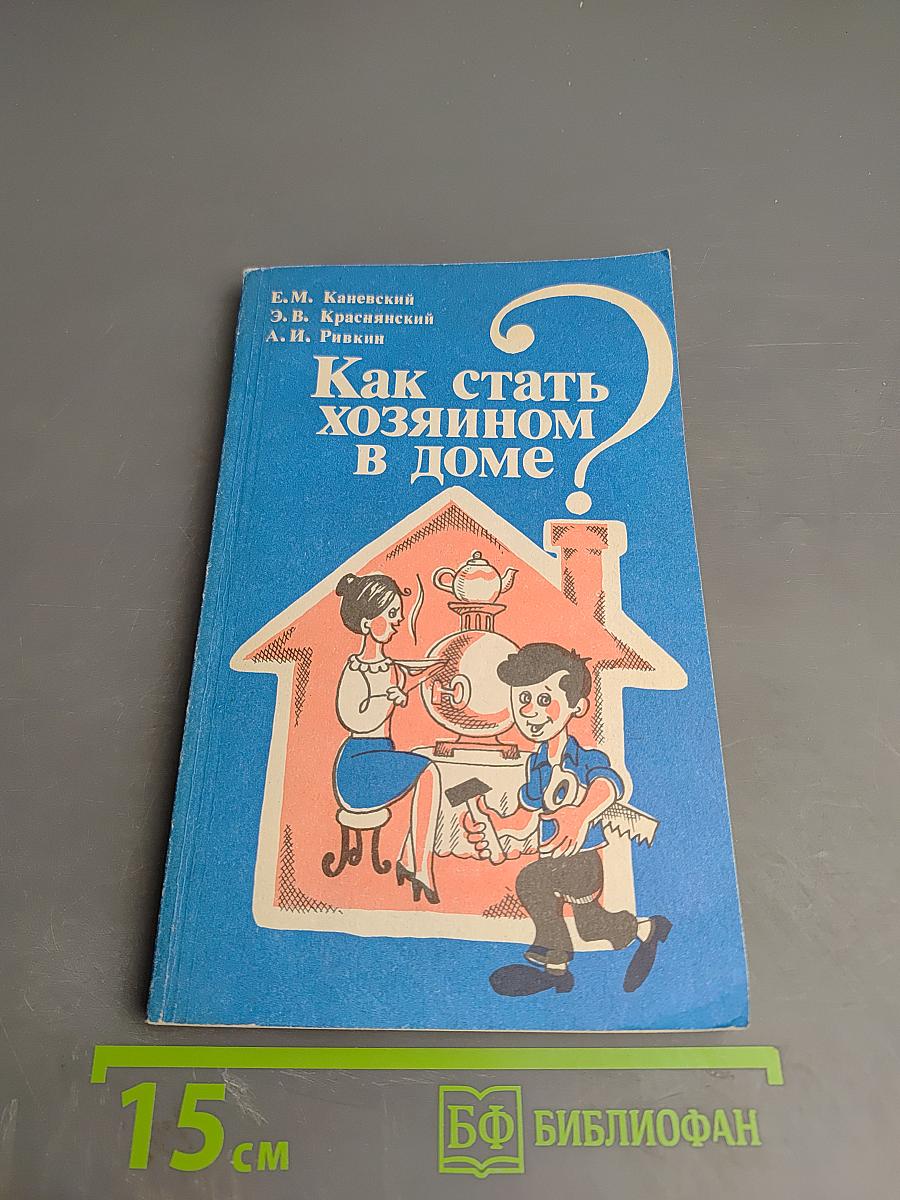 Е.М. Каневский
Э.В. Краснянский
А.И. Ривкин
Как стать
хозяином
в доме
?
15 см
БФ БИБЛИОФАН